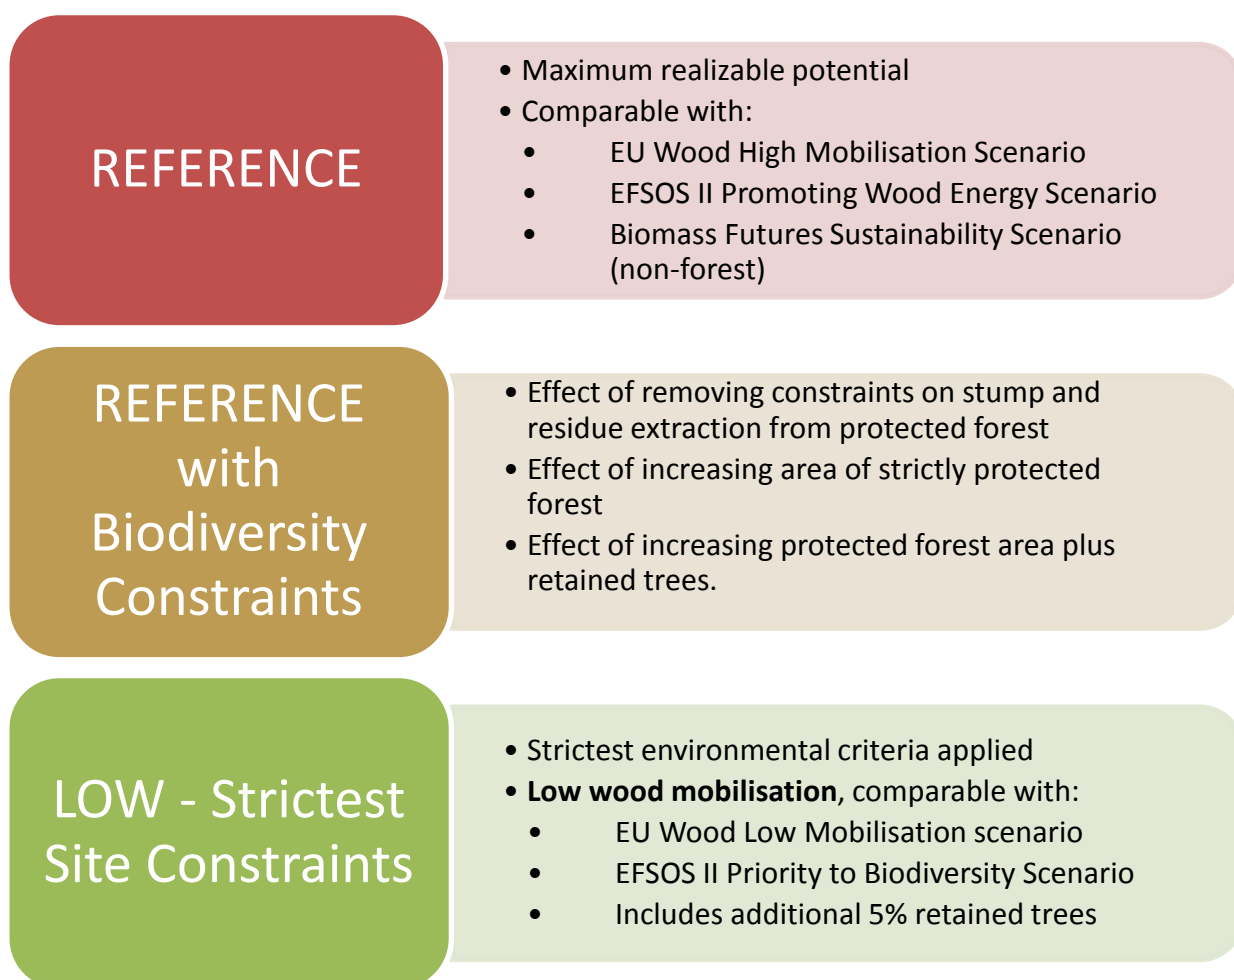 REFERENCE
• Maximum realizable potential
• Comparable with:
• EU Wood High Mobilisation Scenario
• EFSOS II Promoting Wood Energy Scenario
• Biomass Futures Sustainability Scenario
(non-forest)
REFERENCE
with
Biodiversity
Constraints
• Effect of removing constraints on stump and
residue extraction from protected forest
• Effect of increasing area of strictly protected
forest
• Effect of increasing protected forest area plus
retained trees.
LOW - Strictest
Site Constraints
• Strictest environmental criteria applied
• Low wood mobilisation, comparable with:
• EU Wood Low Mobilisation scenario
• EFSOS II Priority to Biodiversity Scenario
• Includes additional 5% retained trees